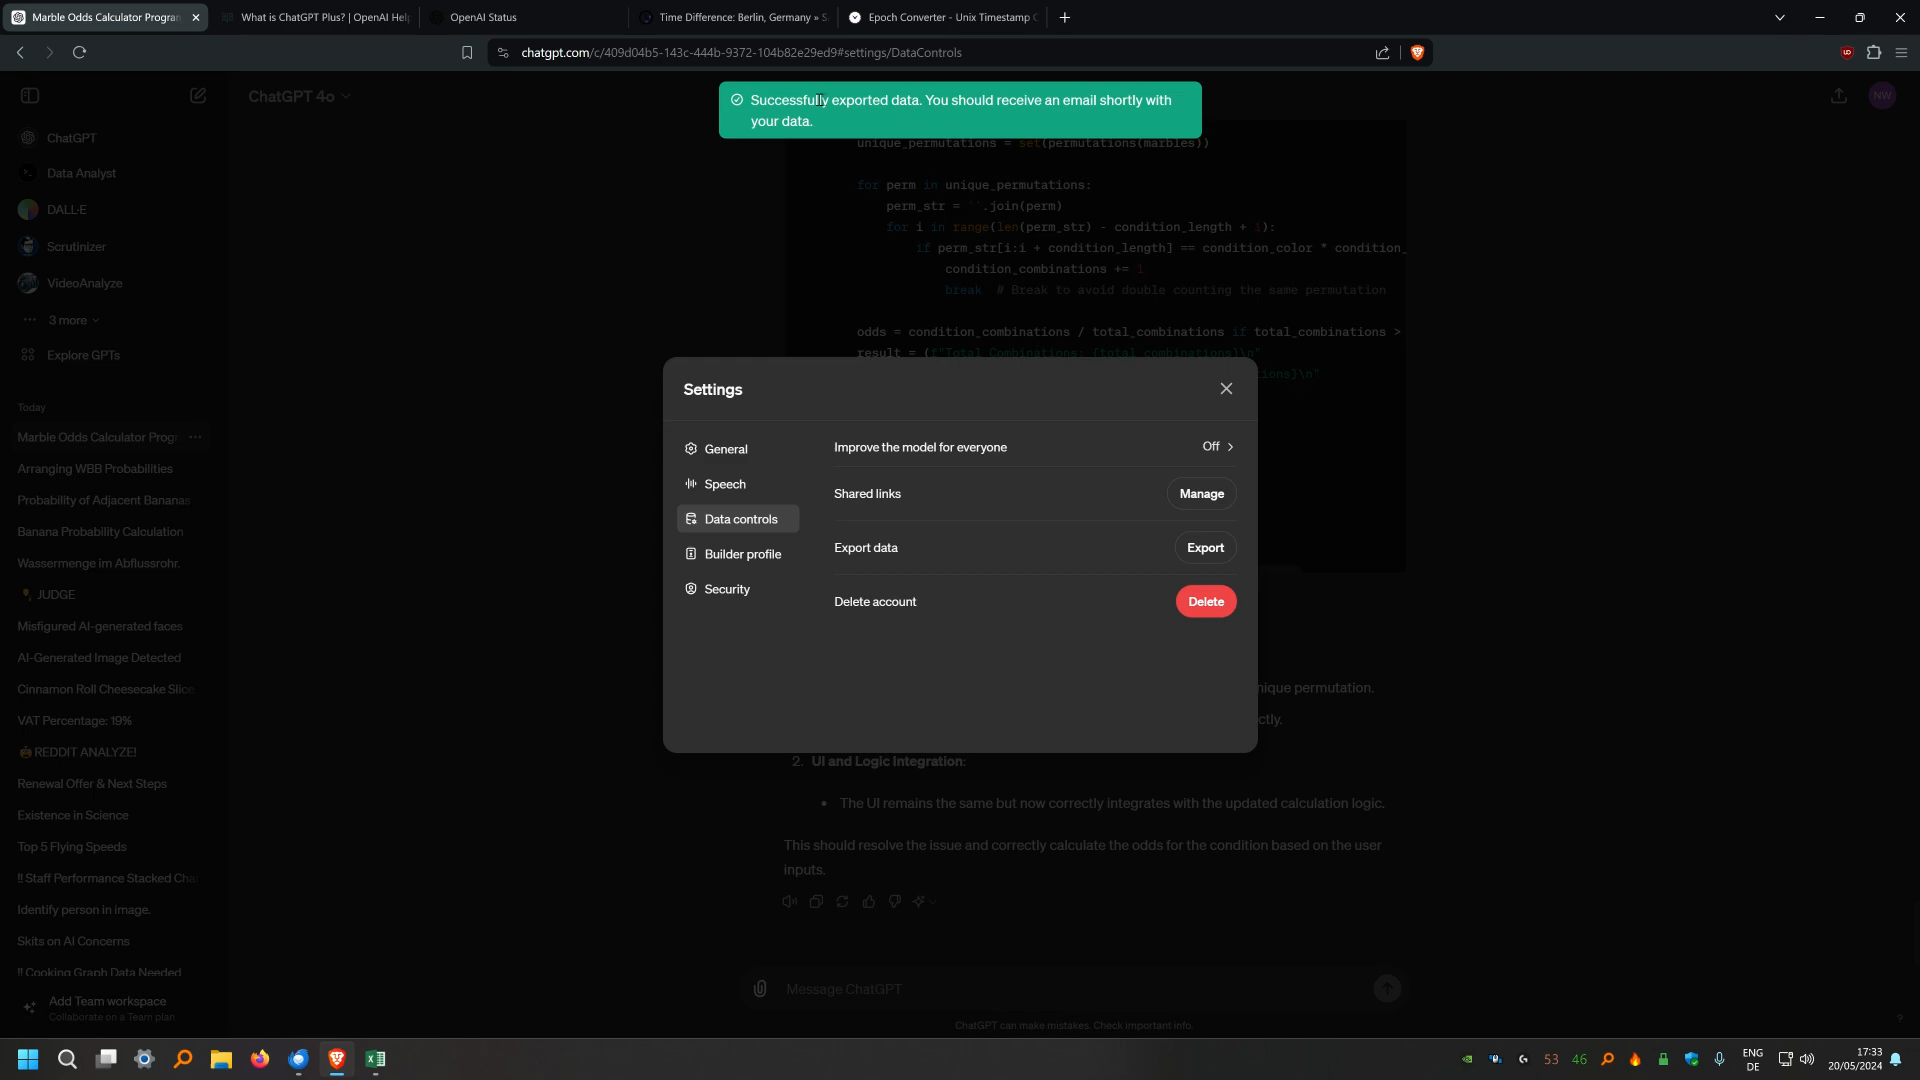 Marble Odds Calculator Program
What is ChatGPT Plus? | OpenAI Help
OpenAI Status
Time Difference: Berlin, Germany » S
Epoch Converter - Unix Timestamp C
chatgpt.com/c/409d04b5-143c-444b-9372-104b82e29ed9#settings/DataControls
ChatGPT 4o
NW
Successfully exported data. You should receive an email shortly with
your data.
ChatGPT
Data Analyst
DALL·E
Scrutinizer
VideoAnalyze
3 more
Explore GPTs
Today
Marble Odds Calculator Progr
Arranging WBB Probabilities
Probability of Adjacent Bananas
Banana Probability Calculation
Wassermenge im Abflussrohr.
JUDGE
Misfigured AI-generated faces
AI-Generated Image Detected
Cinnamon Roll Cheesecake Slice
VAT Percentage: 19%
REDDIT ANALYZE!
Renewal Offer & Next Steps
Existence in Science
Top 5 Flying Speeds
!! Staff Performance Stacked Cha
Identify person in image.
Skits on AI Concerns
!! Cooking Graph Data Needed
Add Team workspace
Collaborate on a Team plan
unique_permutations = set(permutations(marbles))
for perm in unique_permutations:
perm_str = ''.join(perm)
for i in range(len(perm_str) - condition_length + 1):
if perm_str[i:i + condition_length] == condition_color * condition_
condition_combinations += 1
break # Break to avoid double counting the same permutation
odds = condition_combinations / total_combinations if total_combinations >
result = (f"Total Combinations: {total_combinations}\n"
ions}\n"
Settings
General
Speech
Data controls
Builder profile
Security
Improve the model for everyone
Off
Shared links
Manage
Export data
Export
Delete account
Delete
nique permutation.
ctly.
2. UI and Logic Integration:
• The UI remains the same but now correctly integrates with the updated calculation logic.
This should resolve the issue and correctly calculate the odds for the condition based on the user
inputs.
Message ChatGPT
ChatGPT can make mistakes. Check important info.
?
53
46
ENG
DE
17:33
20/05/2024